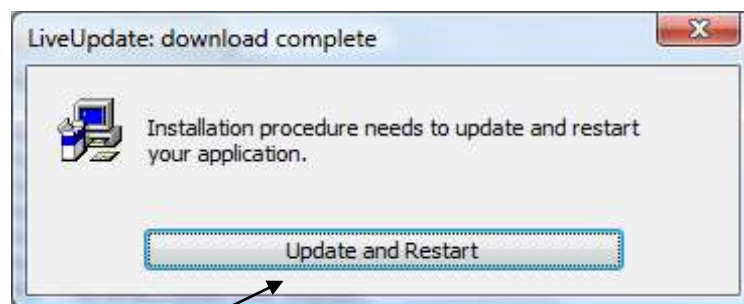 LiveUpdate: download complete
Installation procedure needs to update and restart
your application.
Update and Restart